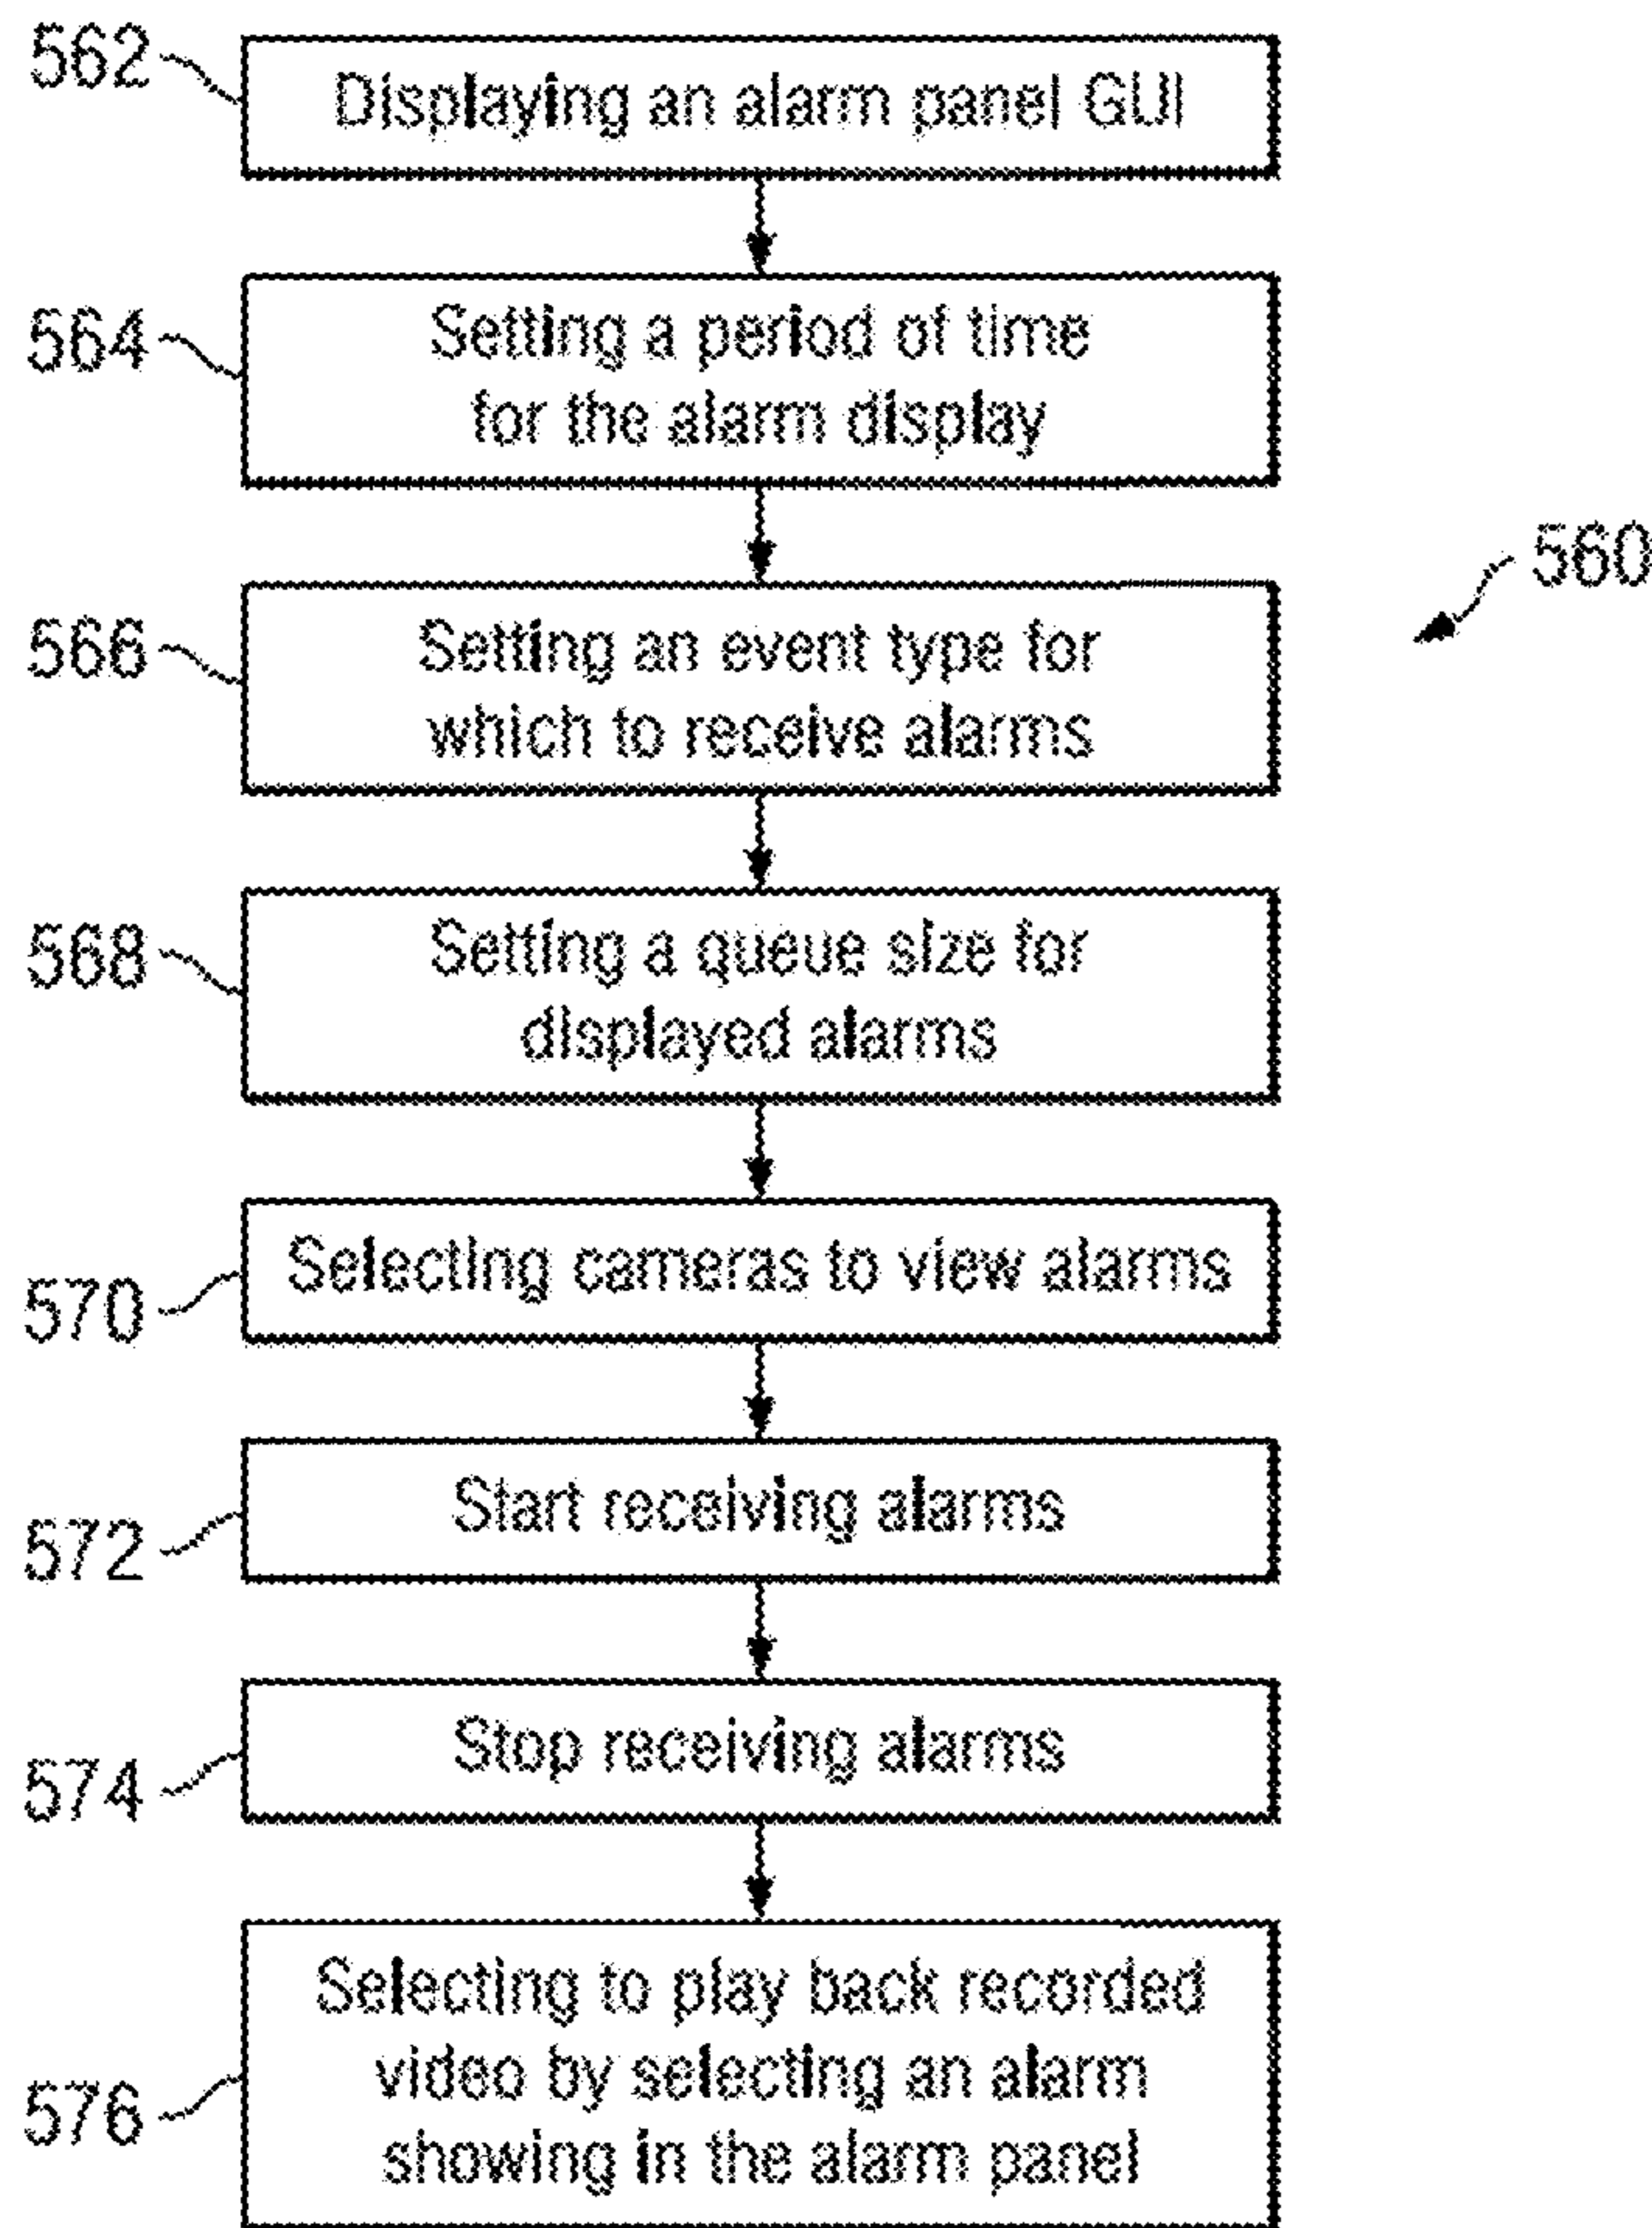 562
Displaying an alarm panel GUI
564
Setting a period of time
for the alarm display
560
566
Setting an event type for
which to receive alarms
568
Setting a queue size for
displayed alarms
570
Selecting cameras to view alarms
572
Start receiving alarms
574
Stop receiving alarms
576
Selecting to play back recorded
video by selecting an alarm
showing in the alarm panel